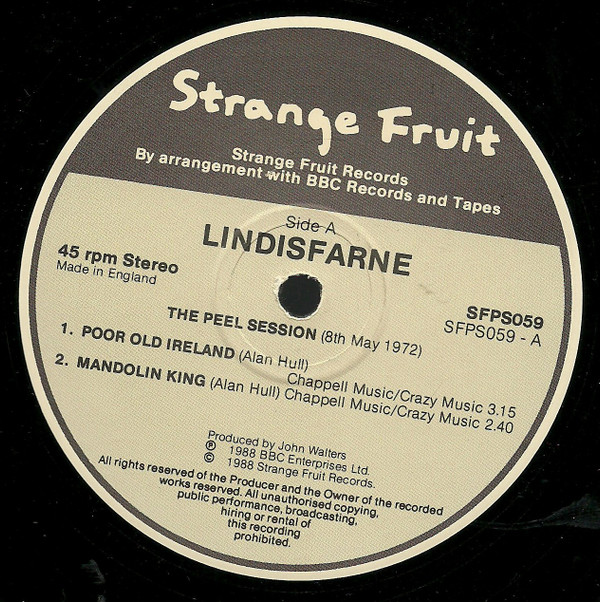 Strange Fruit
Strange Fruit Records
By arrangement with BBC Records and Tapes
Side A
LINDISFARNE
45 rpm Stereo
Made in England
SFPS059
SFPS059 - A
THE PEEL SESSION (8th May 1972)
1. POOR OLD IRELAND (Alan Hull)
Chappell Music/Crazy Music 3.15
2. MANDOLIN KING (Alan Hull) Chappell Music/Crazy Music 2.40
Produced by John Walters
℗ 1988 BBC Enterprises Ltd.
© 1988 Strange Fruit Records.
All rights reserved of the Producer and the Owner of the recorded
works reserved. All unauthorised copying,
public performance, broadcasting,
hiring or rental of
this recording
prohibited.